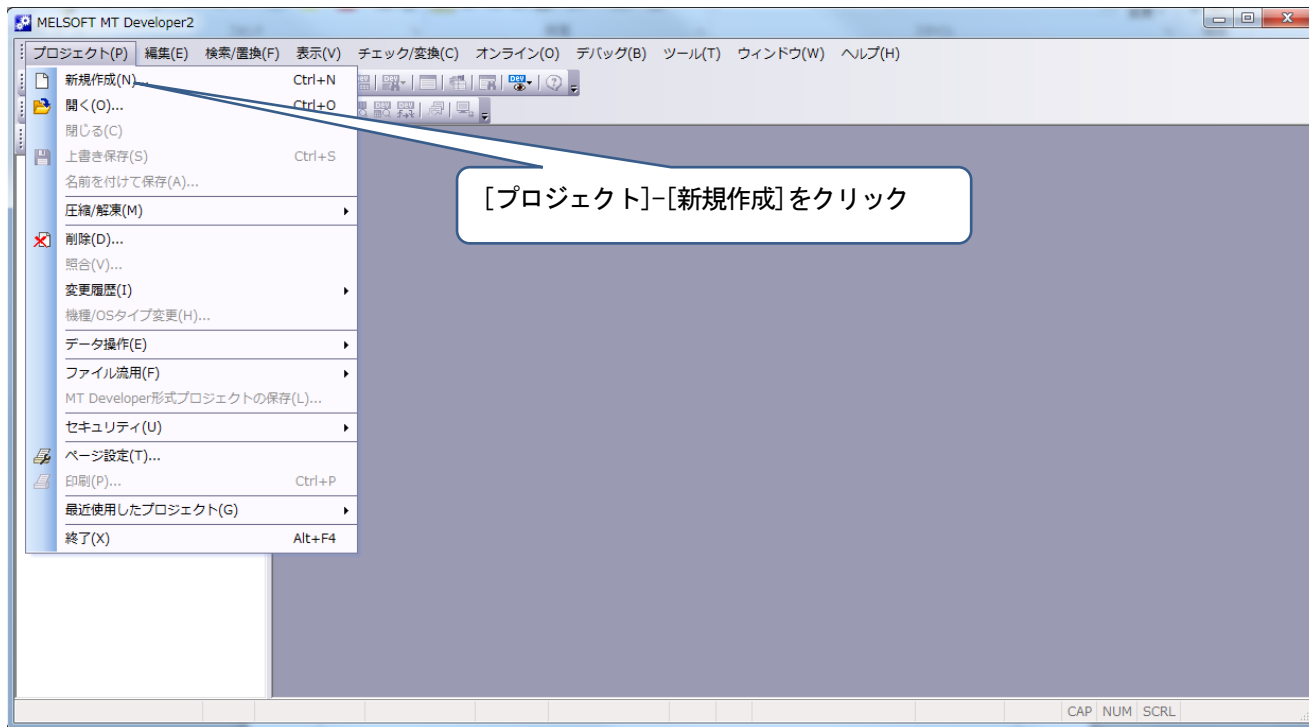 MELSOFT MT Developer2
プロジェクト(P) 編集(E) 検索/置換(F) 表示(V) チェック/変換(C) オンライン(O) デバッグ(B) ツール(T) ウィンドウ(W) ヘルプ(H)
新規作成(N)... Ctrl+N
開く(O)... Ctrl+O
閉じる(C)
上書き保存(S) Ctrl+S
名前を付けて保存(A)...
[プロジェクト]-[新規作成]をクリック
圧縮/解凍(M)
削除(D)...
照合(V)...
変更履歴(I)
機種/OSタイプ変更(H)...
データ操作(E)
ファイル流用(F)
MT Developer形式プロジェクトの保存(L)...
セキュリティ(U)
ページ設定(T)...
印刷(P)... Ctrl+P
最近使用したプロジェクト(G)
終了(X) Alt+F4
CAP NUM SCRL